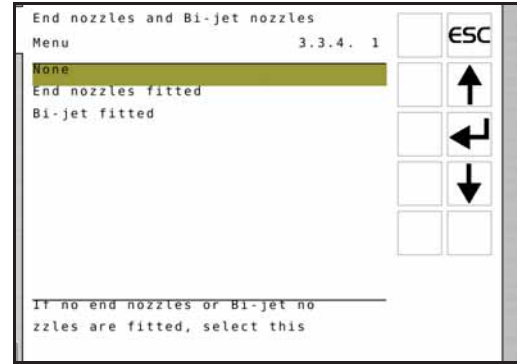 End nozzles and Bi-jet nozzles
Menu 3.3.4. 1
ESC
None
End nozzles fitted
Bi-jet fitted
If no end nozzles or Bi-jet no
zzles are fitted, select this